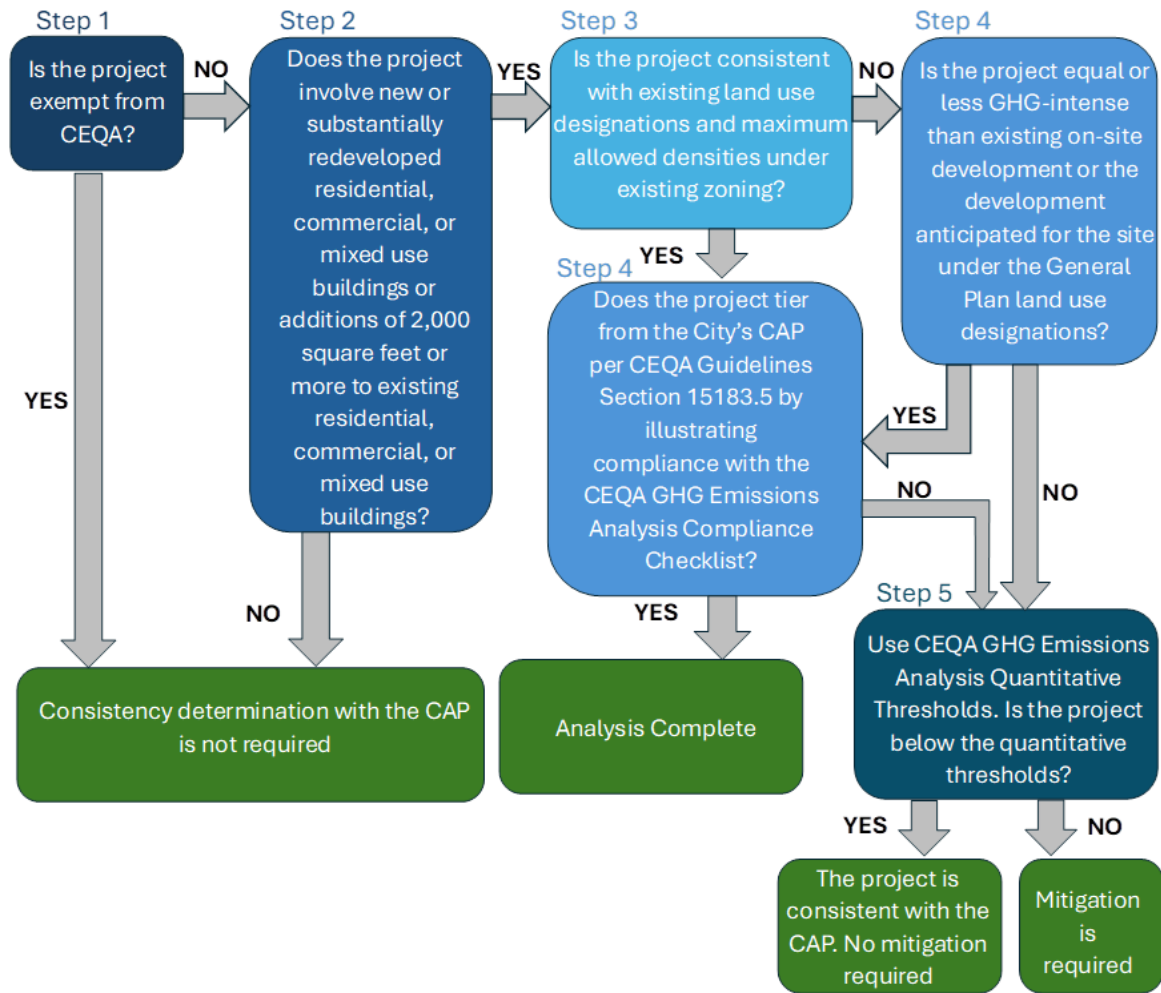 Step 1
Is the project
exempt from
CEQA?
NO
YES
Step 2
Does the project
involve new or
substantially
redeveloped
residential,
commercial, or
mixed use
buildings or
additions of 2,000
square feet or
more to existing
residential,
commercial, or
mixed use
buildings?
YES
NO
Step 3
Is the project consistent
with existing land use
designations and maximum
allowed densities under
existing zoning?
NO
YES
Step 4
Is the project equal or
less GHG-intense
than existing on-site
development or the
development
anticipated for the site
under the General
Plan land use
designations?
YES
NO
Step 4
Does the project tier
from the City's CAP
per CEQA Guidelines
Section 15183.5 by
illustrating
compliance with the
CEQA GHG Emissions
Analysis Compliance
Checklist?
NO
YES
Step 5
Use CEQA GHG Emissions
Analysis Quantitative
Thresholds. Is the project
below the quantitative
thresholds?
YES
NO
Consistency determination with the CAP
is not required
Analysis Complete
The project is
consistent with the
CAP. No mitigation
required
Mitigation
is
required